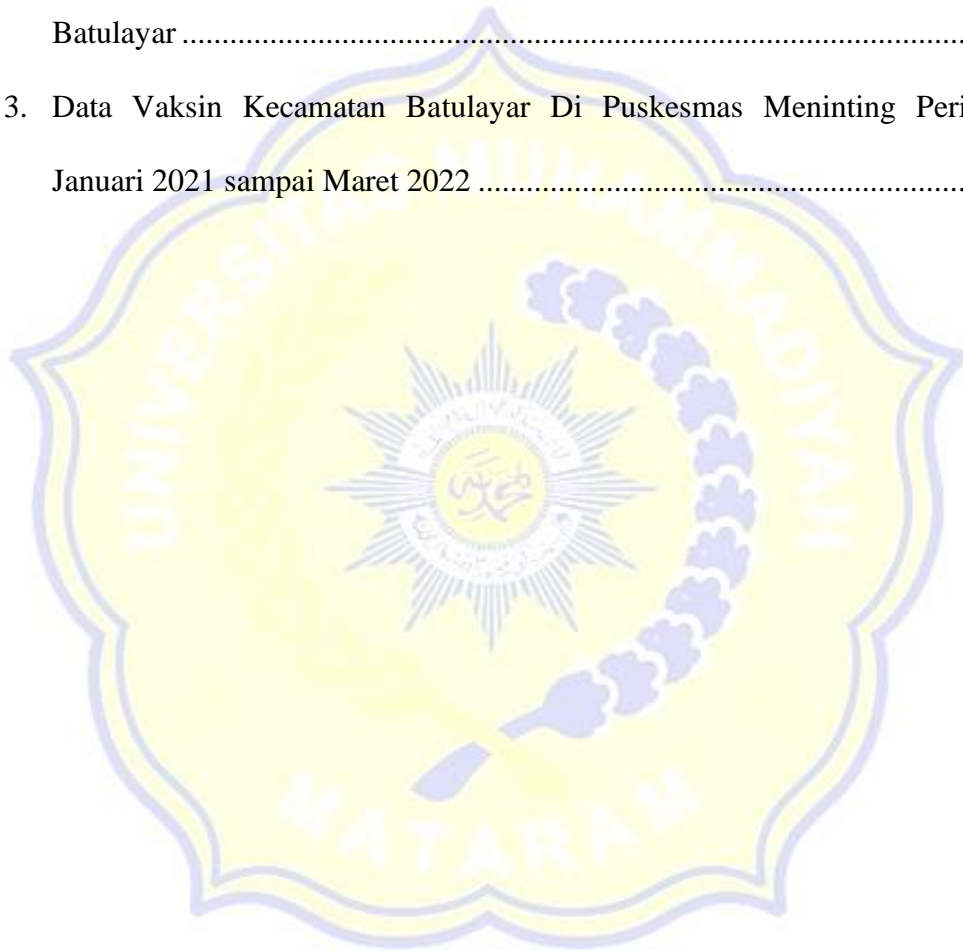 Batulayar ..........................................................................................................
3. Data Vaksin Kecamatan Batulayar Di Puskesmas Meninting Peri
Januari 2021 sampai Maret 2022 ..............................................................
UNIVERSITAS MUHAMMADIYAH
MATARAM